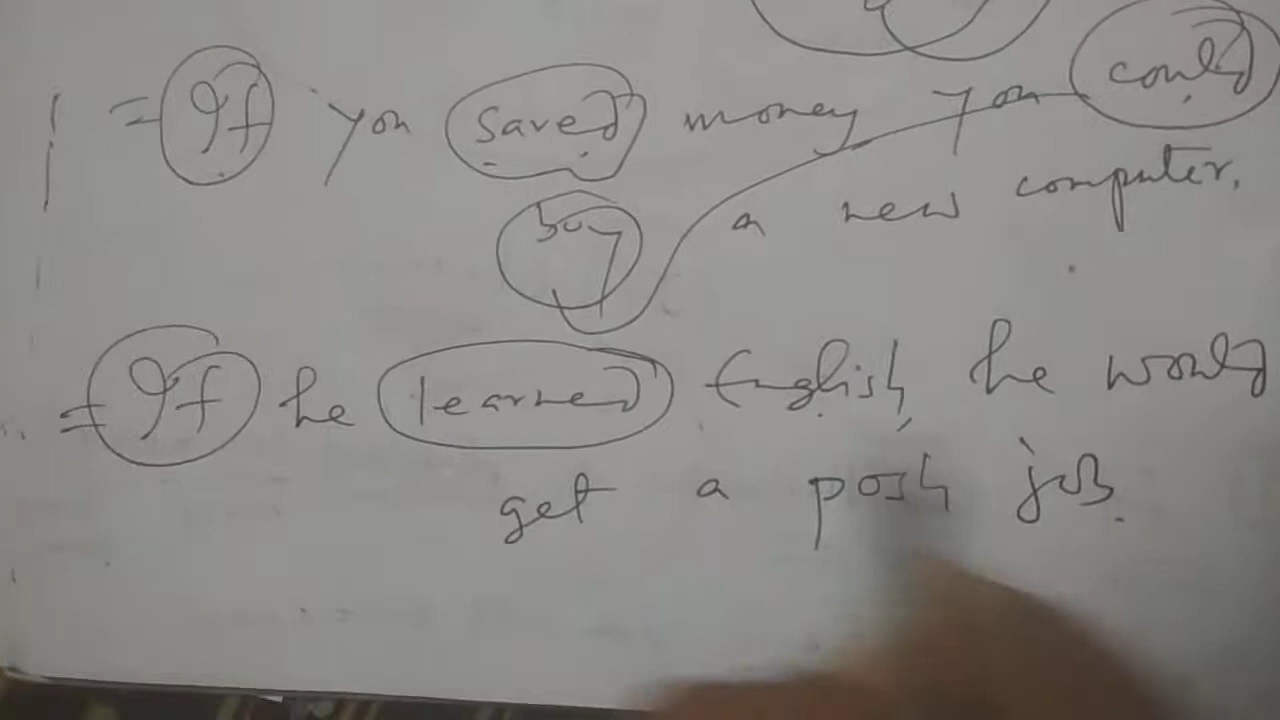 = If you saved money you could
buy a new computer.
= If he learned English, he would
get a posh job.